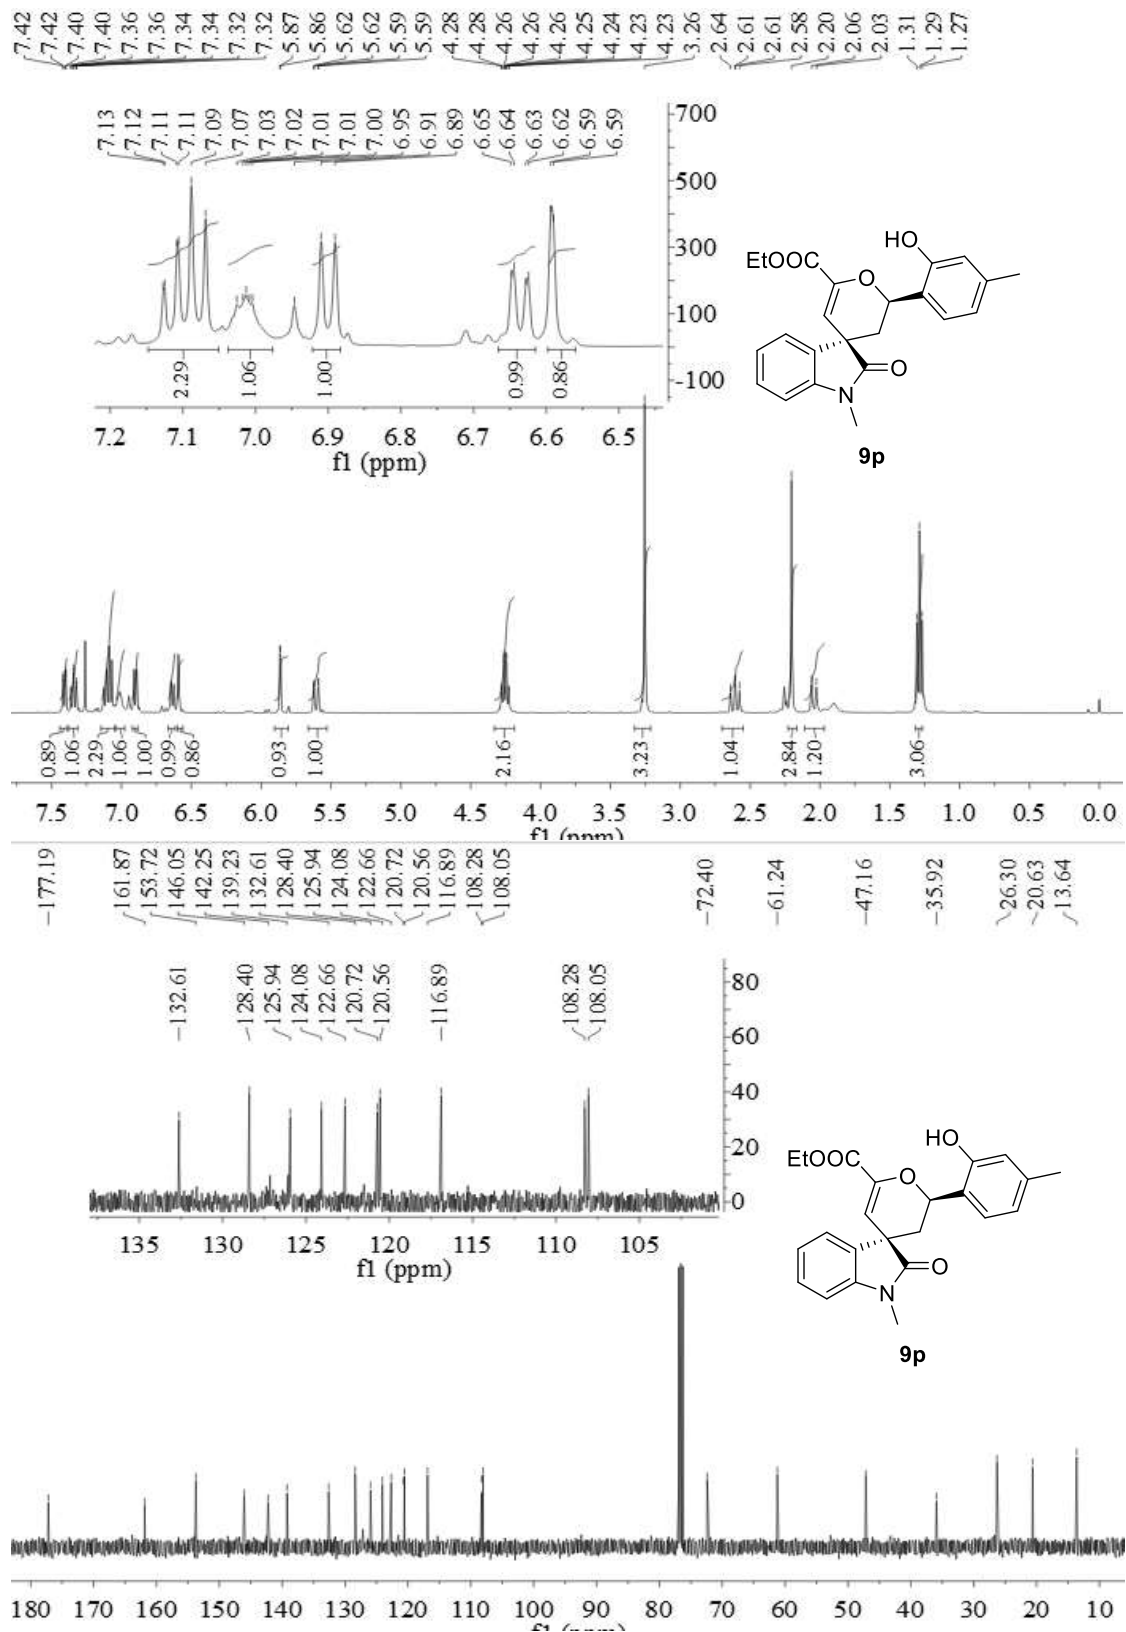 7.42 7.42 7.40 7.40 7.36 7.36 7.34 7.34 7.32 7.32 5.87 5.86 5.62 5.62 5.59 5.59 4.28 4.28 4.26 4.26 4.26 4.25 4.24 4.23 4.23 3.26 2.64 2.61 2.61 2.58 2.20 2.06 2.03 1.31 1.29 1.27
7.13 7.12 7.11 7.11 7.09 7.07 7.03 7.02 7.01 7.01 7.00 6.95 6.91 6.89 6.65 6.64 6.63 6.62 6.59 6.59
700
500
300
100
-100
2.29 1.06 1.00 0.99 0.86
7.2 7.1 7.0 6.9 6.8 6.7 6.6 6.5
f1 (ppm)
HO
EtOOC
O
O
N
9p
0.89 1.06 2.29 1.06 1.00 0.99 0.86 0.93 1.00 2.16 3.23 1.04 2.84 1.20 3.06
7.5 7.0 6.5 6.0 5.5 5.0 4.5 4.0 3.5 3.0 2.5 2.0 1.5 1.0 0.5 0.0
f1 (ppm)
177.19 161.87 153.72 146.05 142.25 139.23 132.61 128.40 125.94 124.08 122.66 120.72 120.56 116.89 108.28 108.05 72.40 61.24 47.16 35.92 26.30 20.63 13.64
132.61 128.40 125.94 124.08 122.66 120.72 120.56 116.89 108.28 108.05
80
60
40
20
0
135 130 125 120 115 110 105
f1 (ppm)
HO
EtOOC
O
O
N
9p
180 170 160 150 140 130 120 110 100 90 80 70 60 50 40 30 20 10
f1 (ppm)